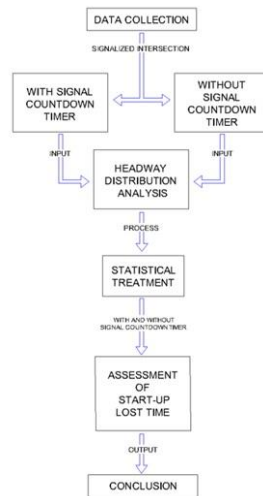 DATA COLLECTION
SIGNALIZED INTERSECTION
WITH SIGNAL
COUNTDOWN
TIMER
WITHOUT
SIGNAL
COUNTDOWN
TIMER
INPUT
INPUT
HEADWAY
DISTRIBUTION
ANALYSIS
PROCESS
STATISTICAL
TREATMENT
WITH AND WITHOUT
SIGNAL COUNTDOWN TIMER
ASSESSMENT
OF
START-UP
LOST TIME
OUTPUT
CONCLUSION